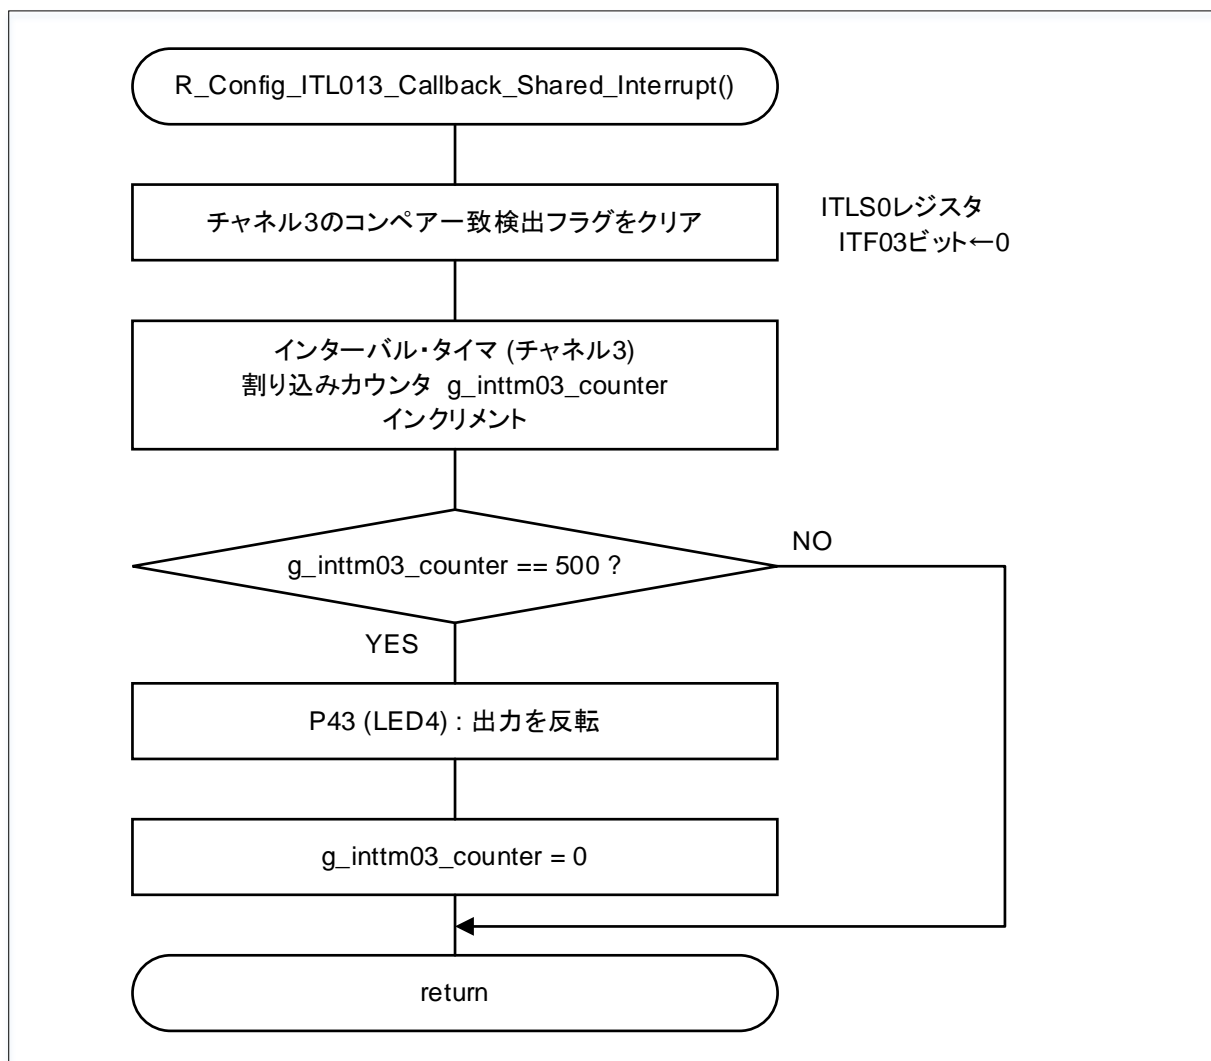 R_Config_ITL013_Callback_Shared_Interrupt()
チャネル3のコンペアー致検出フラグをクリア
ITLS0レジスタ
ITF03ビット←0
インターバル・タイマ (チャネル3)
割り込みカウンタ g_inttm03_counter
インクリメント
g_inttm03_counter == 500 ?
NO
YES
P43 (LED4) : 出力を反転
g_inttm03_counter = 0
return